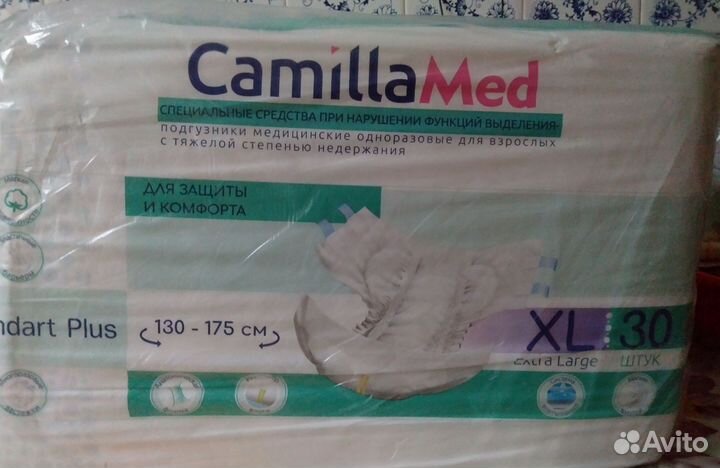 CamillaMed
СПЕЦИАЛЬНЫЕ СРЕДСТВА ПРИ НАРУШЕНИИ ФУНКЦИЙ ВЫДЕЛЕНИЯ-
ПОДГУЗНИКИ МЕДИЦИНСКИЕ ОДНОРАЗОВЫЕ ДЛЯ ВЗРОСЛЫХ
С ТЯЖЕЛОЙ СТЕПЕНЬЮ НЕДЕРЖАНИЯ
ДЛЯ ЗАЩИТЫ
И КОМФОРТА
ndart Plus
130 - 175 СМ
XL
Extra Large
30
ШТУК
Avito